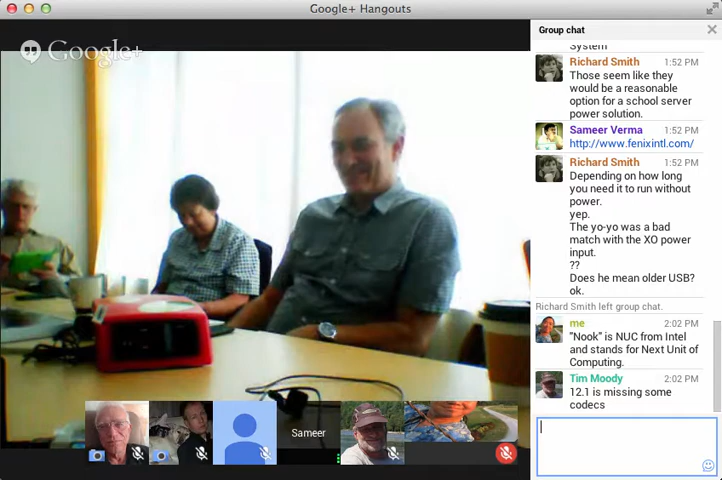 Google+ Hangouts
Google+
Group chat
System
Richard Smith 1:52 PM
Those seem like they
would be a reasonable
option for a school server
power solution.
Sameer Verma 1:52 PM
http://www.fenixintl.com/
Richard Smith 1:52 PM
Depending on how long
you need it to run without
power.
yep.
The yo-yo was a bad
match with the XO power
input.
??
Does he mean older USB?
ok.
Richard Smith left group chat.
me 2:02 PM
"Nook" is NUC from Intel
and stands for Next Unit of
Computing.
Tim Moody 2:02 PM
12.1 is missing some
codecs
Sameer